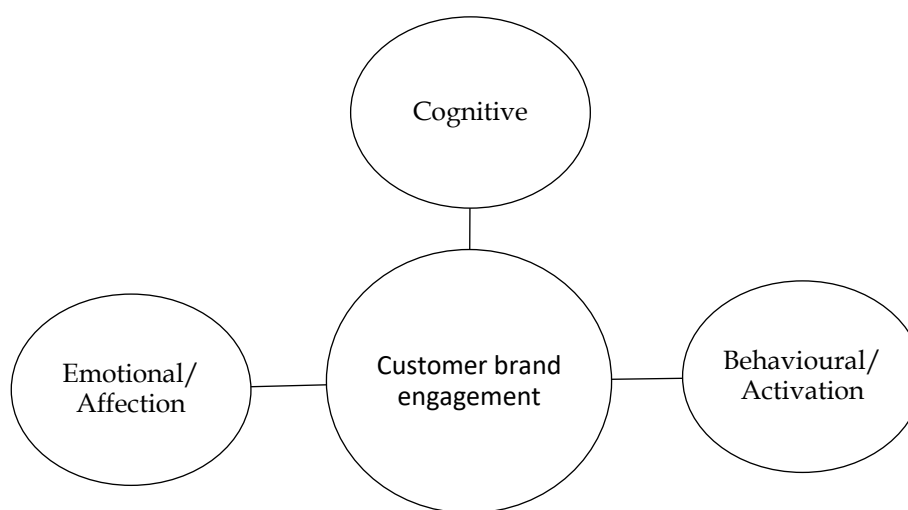 Cognitive
Emotional/
Affection
Customer brand
engagement
Behavioural/
Activation